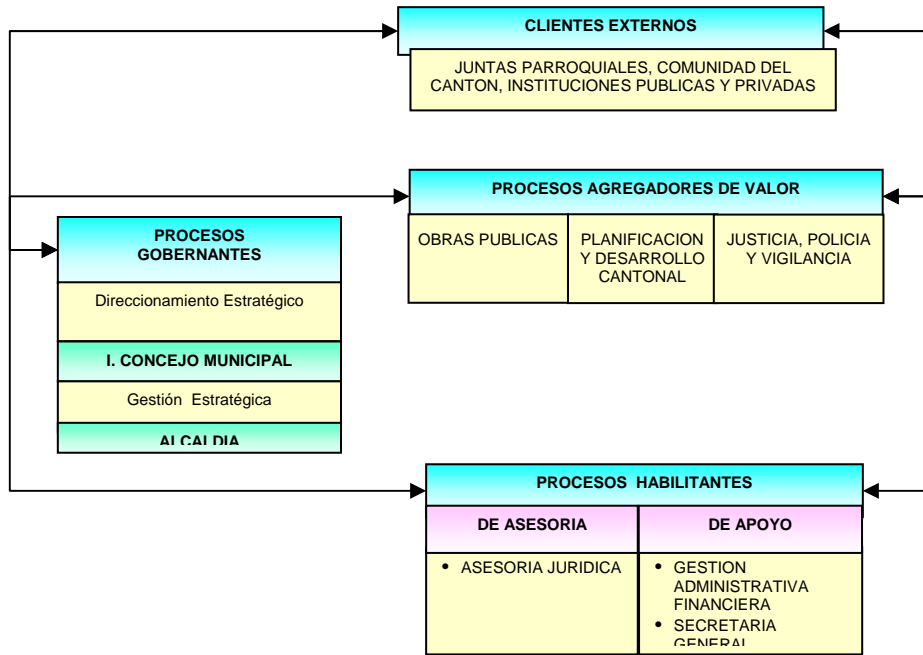 CLIENTES EXTERNOS
JUNTAS PARROQUIALES, COMUNIDAD DEL
CANTON, INSTITUCIONES PUBLICAS Y PRIVADAS
PROCESOS AGREGADORES DE VALOR
OBRAS PUBLICAS
PLANIFICACION
Y DESARROLLO
CANTONAL
JUSTICIA, POLICIA
Y VIGILANCIA
PROCESOS
GOBERNANTES
Direccionamiento Estratégico
I. CONCEJO MUNICIPAL
Gestión Estratégica
ALCALDIA
PROCESOS HABILITANTES
DE ASESORIA
• ASESORIA JURIDICA
DE APOYO
• GESTION
ADMINISTRATIVA
FINANCIERA
• SECRETARIA
GENERAL